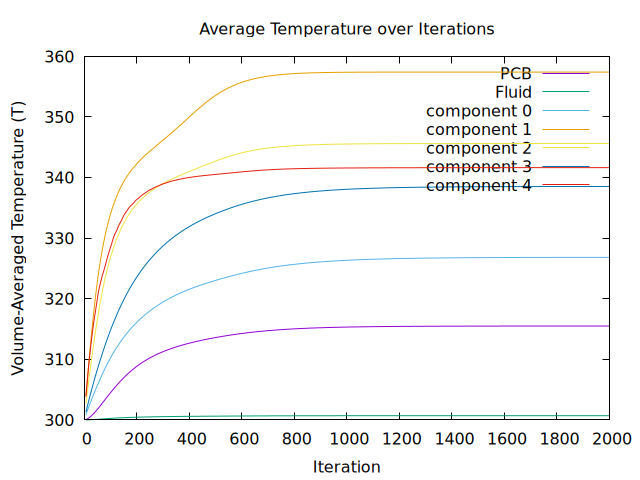 Average Temperature over Iterations
Volume-Averaged Temperature (T)
360
350
340
330
320
310
300
PCB
Fluid
component 0
component 1
component 2
component 3
component 4
0 200 400 600 800 1000 1200 1400 1600 1800 2000
Iteration